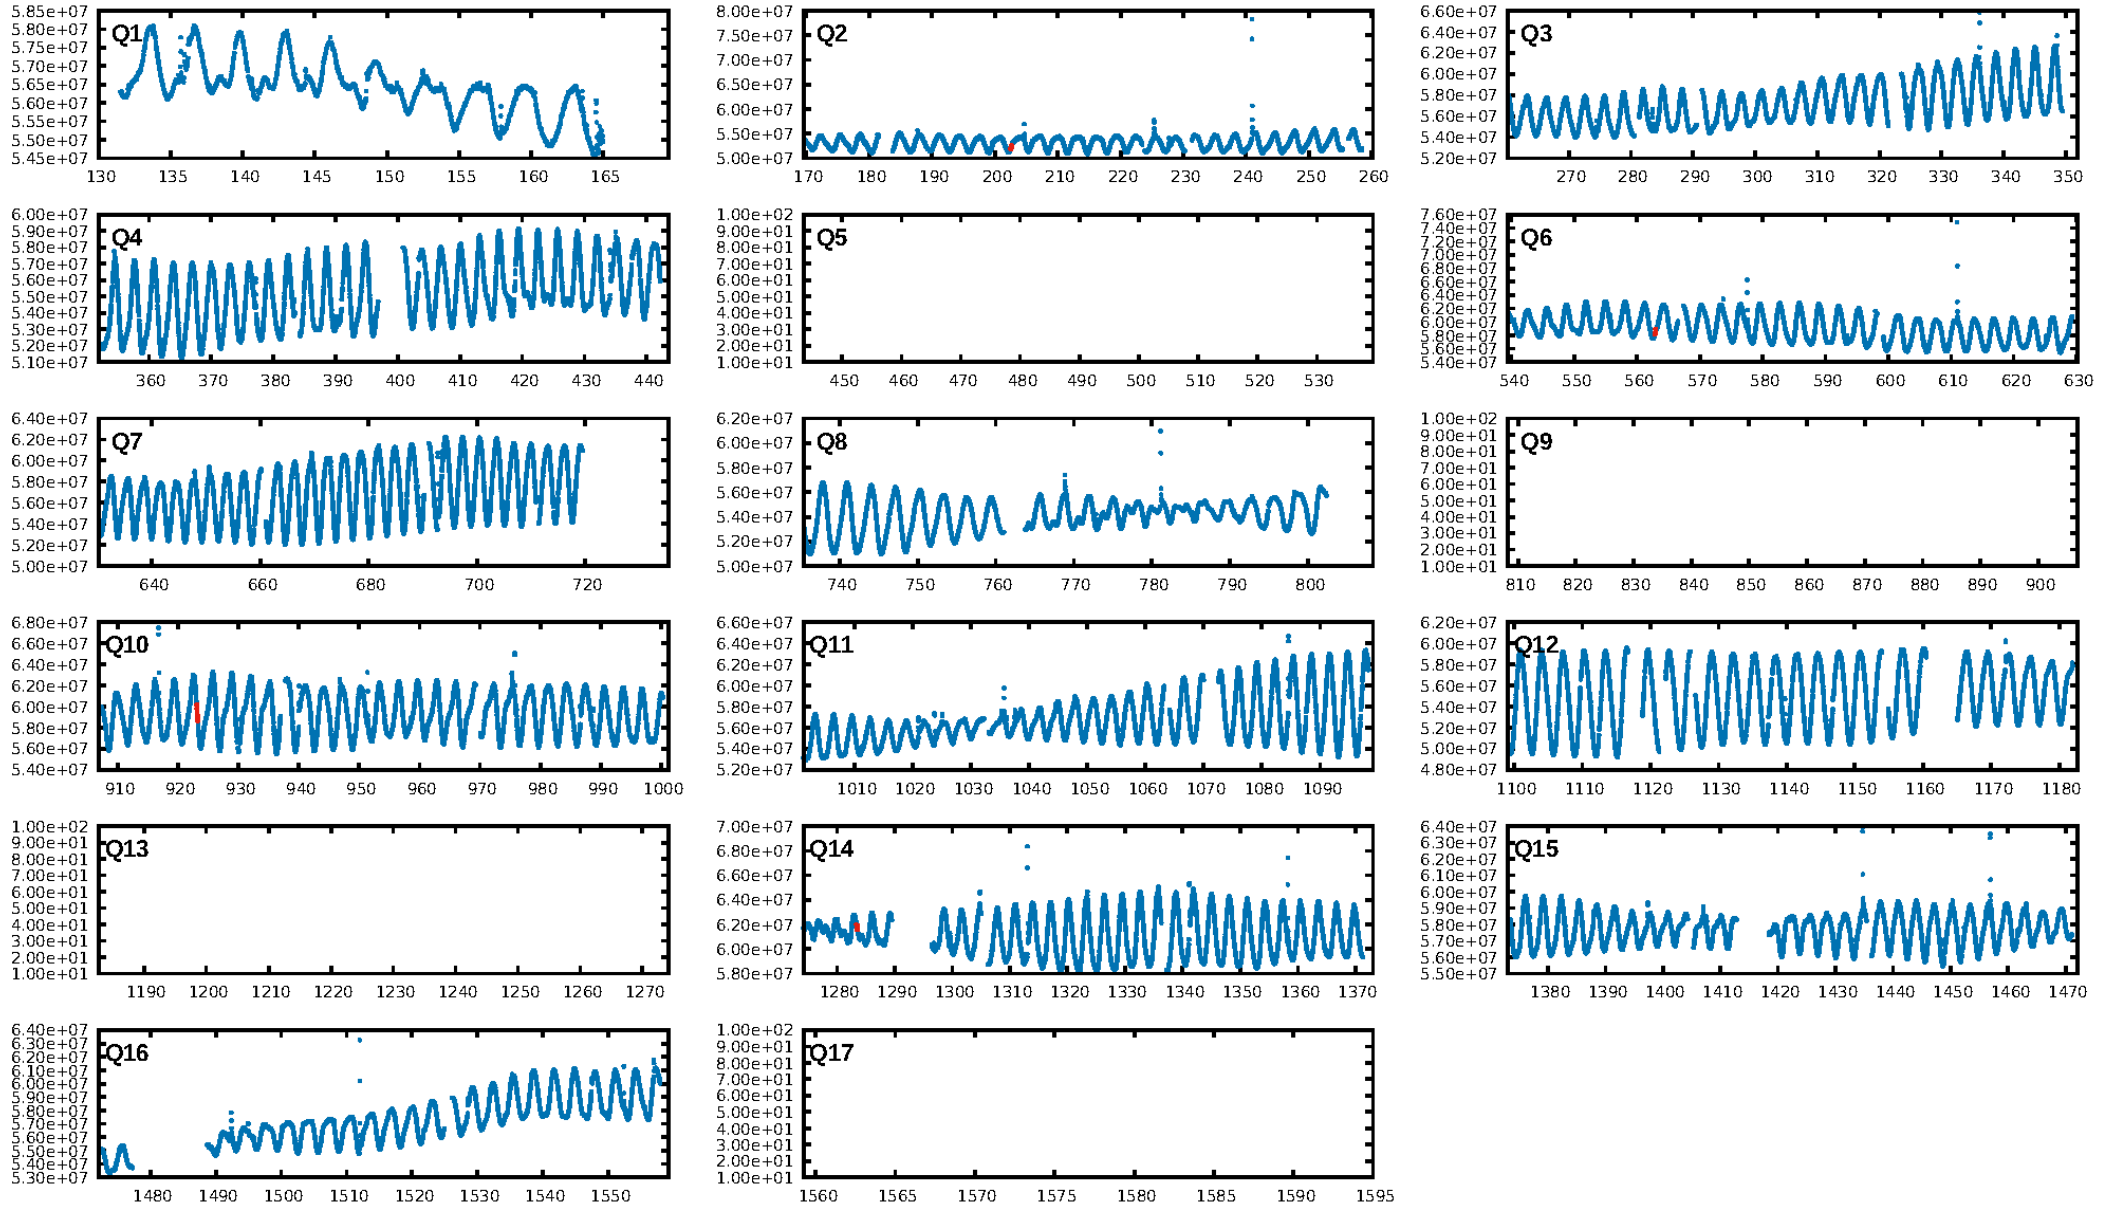 Q1
5.85e+07
5.80e+07
5.75e+07
5.70e+07
5.65e+07
5.60e+07
5.55e+07
5.50e+07
5.45e+07
130 135 140 145 150 155 160 165
Q2
8.00e+07
7.50e+07
7.00e+07
6.50e+07
6.00e+07
5.50e+07
5.00e+07
170 180 190 200 210 220 230 240 250 260
Q3
6.60e+07
6.40e+07
6.20e+07
6.00e+07
5.80e+07
5.60e+07
5.40e+07
5.20e+07
270 280 290 300 310 320 330 340 350
Q4
6.00e+07
5.90e+07
5.80e+07
5.70e+07
5.60e+07
5.50e+07
5.40e+07
5.30e+07
5.20e+07
5.10e+07
360 370 380 390 400 410 420 430 440
Q5
1.00e+02
9.00e+01
8.00e+01
7.00e+01
6.00e+01
5.00e+01
4.00e+01
3.00e+01
2.00e+01
1.00e+01
450 460 470 480 490 500 510 520 530
Q6
7.60e+07
7.40e+07
7.20e+07
7.00e+07
6.80e+07
6.60e+07
6.40e+07
6.20e+07
6.00e+07
5.80e+07
5.60e+07
5.40e+07
540 550 560 570 580 590 600 610 620 630
Q7
6.40e+07
6.20e+07
6.00e+07
5.80e+07
5.60e+07
5.40e+07
5.20e+07
5.00e+07
640 660 680 700 720
Q8
6.20e+07
6.00e+07
5.80e+07
5.60e+07
5.40e+07
5.20e+07
5.00e+07
740 750 760 770 780 790 800
Q9
1.00e+02
9.00e+01
8.00e+01
7.00e+01
6.00e+01
5.00e+01
4.00e+01
3.00e+01
2.00e+01
1.00e+01
810 820 830 840 850 860 870 880 890 900
Q10
6.80e+07
6.60e+07
6.40e+07
6.20e+07
6.00e+07
5.80e+07
5.60e+07
5.40e+07
910 920 930 940 950 960 970 980 990 1000
Q11
6.60e+07
6.40e+07
6.20e+07
6.00e+07
5.80e+07
5.60e+07
5.40e+07
5.20e+07
1010 1020 1030 1040 1050 1060 1070 1080 1090
Q12
6.20e+07
6.00e+07
5.80e+07
5.60e+07
5.40e+07
5.20e+07
5.00e+07
4.80e+07
1100 1110 1120 1130 1140 1150 1160 1170 1180
Q13
1.00e+02
9.00e+01
8.00e+01
7.00e+01
6.00e+01
5.00e+01
4.00e+01
3.00e+01
2.00e+01
1.00e+01
1190 1200 1210 1220 1230 1240 1250 1260 1270
Q14
7.00e+07
6.80e+07
6.60e+07
6.40e+07
6.20e+07
6.00e+07
5.80e+07
1280 1290 1300 1310 1320 1330 1340 1350 1360 1370
Q15
6.40e+07
6.30e+07
6.20e+07
6.10e+07
6.00e+07
5.90e+07
5.80e+07
5.70e+07
5.60e+07
5.50e+07
1380 1390 1400 1410 1420 1430 1440 1450 1460 1470
Q16
6.40e+07
6.30e+07
6.20e+07
6.10e+07
6.00e+07
5.90e+07
5.80e+07
5.70e+07
5.60e+07
5.50e+07
5.40e+07
5.30e+07
1480 1490 1500 1510 1520 1530 1540 1550
Q17
1.00e+02
9.00e+01
8.00e+01
7.00e+01
6.00e+01
5.00e+01
4.00e+01
3.00e+01
2.00e+01
1.00e+01
1560 1565 1570 1575 1580 1585 1590 1595